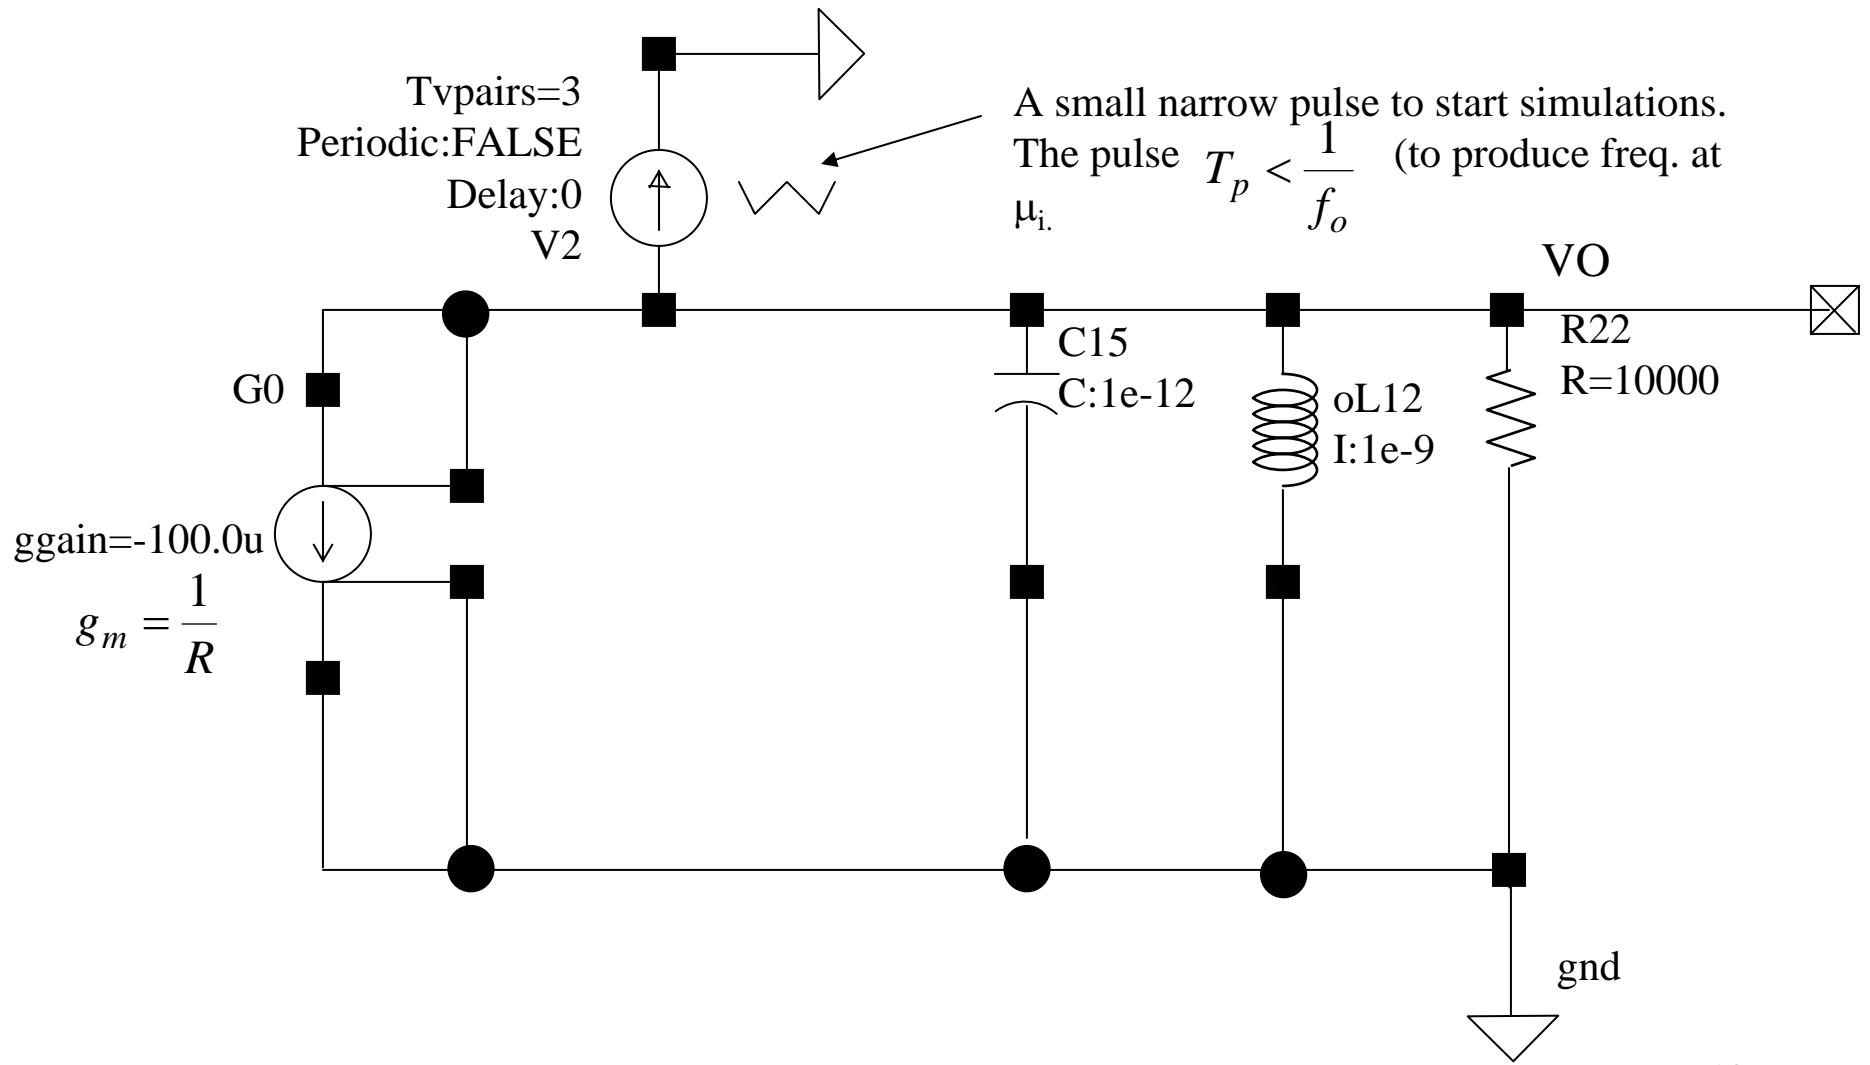 Tvpairs=3
Periodic:FALSE
Delay:0
V2
A small narrow pulse to start simulations.
The pulse T_p < 1/f_o (to produce freq. at
μi.
VO
G0
C15
C:1e-12
oL12
I:1e-9
R22
R=10000
ggain=-100.0u
g_m = 1/R
gnd